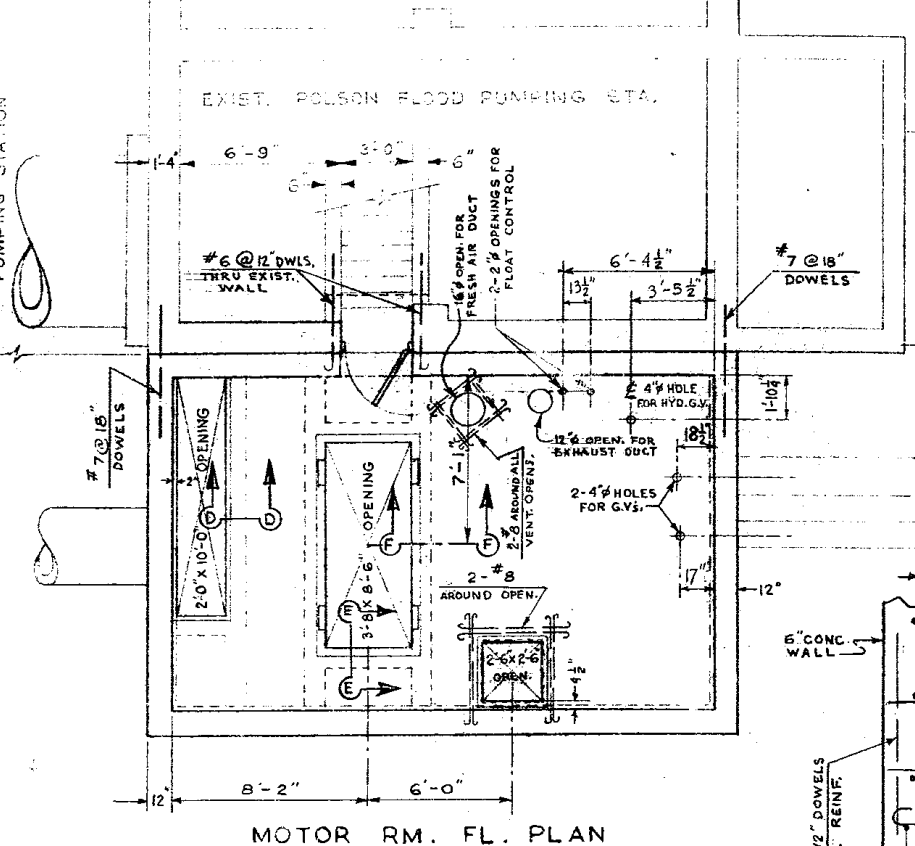 EXIST. POLSON FLOOD PUMPING STA.
PUMPING STATION
1'-4"
6'-9"
3'-0"
6"
6"
#6 @ 12" DWLS.
THRU EXIST.
WALL
16"φ OPEN. FOR
FRESH AIR DUCT
2-2"φ OPENINGS FOR
FLOAT CONTROL
6'-4½"
13½"
3'-5½"
#7 @ 18"
DOWELS
#7 @ 18"
DOWELS
4"φ HOLE
FOR HYD. G.V.
1'-10¼"
12"φ OPEN. FOR
EXHAUST DUCT
18½"
2"
2'-0" X 10'-0" OPENING
D
D
3'-8 X 8'-6" OPENING
7'-1"
2-#8 AROUND ALL
VENT. OPENS.
2-4"φ HOLES
FOR G.V.S.
F
F
2-#8
AROUND OPEN.
17"
12"
E
E
2'-6" X 2'-6"
OPEN.
6" CONC.
WALL
12" DOWELS
REINF.
12"
8'-2"
6'-0"
MOTOR RM. FL. PLAN